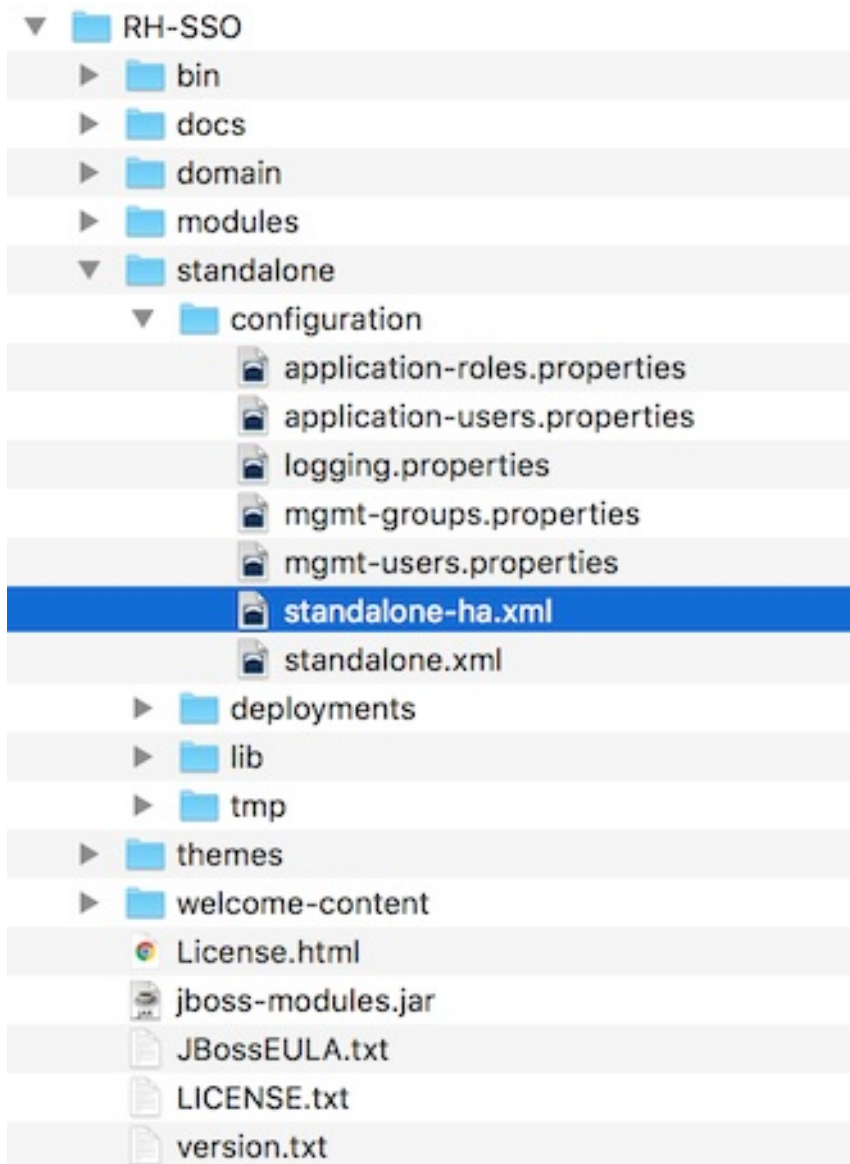 RH-SSO
bin
docs
domain
modules
standalone
configuration
application-roles.properties
application-users.properties
logging.properties
mgmt-groups.properties
mgmt-users.properties
standalone-ha.xml
standalone.xml
deployments
lib
tmp
themes
welcome-content
License.html
jboss-modules.jar
JBossEULA.txt
LICENSE.txt
version.txt